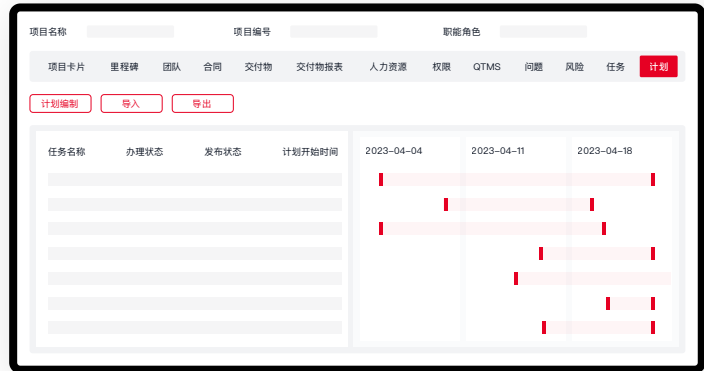 项目名称 项目编号 职能角色
项目卡片 里程碑 团队 合同 交付物 交付物报表 人力资源 权限 QTMS 问题 风险 任务 计划
计划编制 导入 导出
任务名称 办理状态 发布状态 计划开始时间 2023-04-04 2023-04-11 2023-04-18